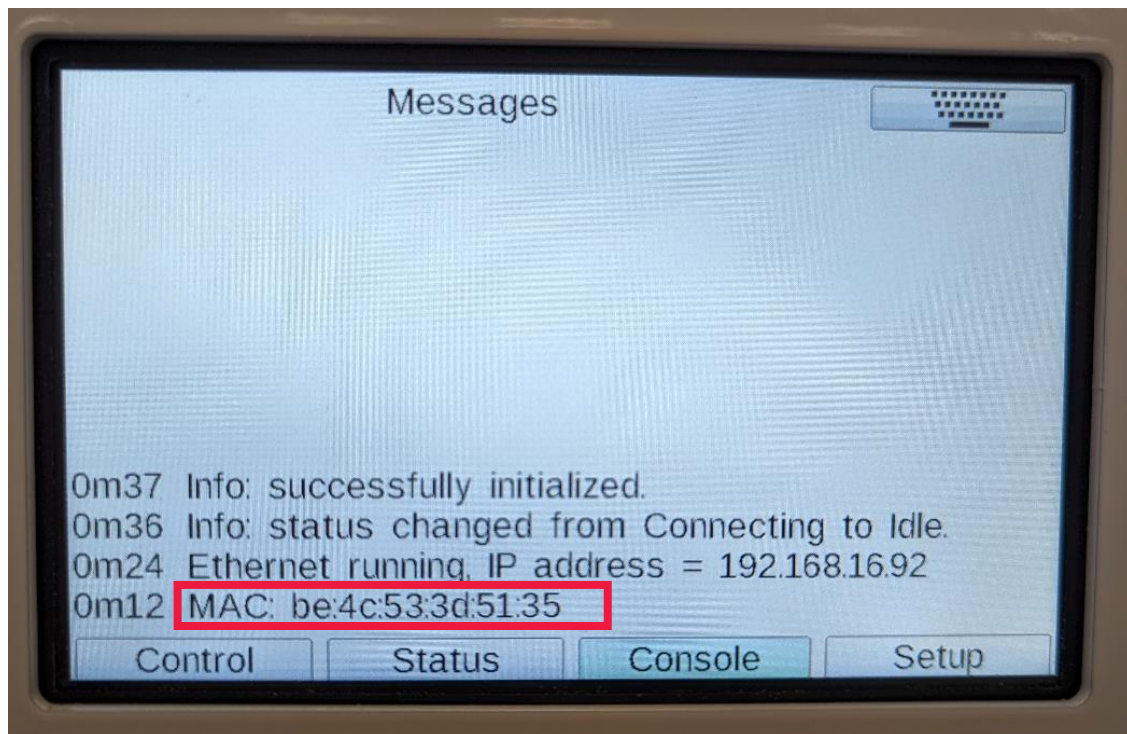 Messages
0m37 Info: successfully initialized.
0m36 Info: status changed from Connecting to Idle.
0m24 Ethernet running, IP address = 192.168.16.92
0m12 MAC: be:4c:53:3d:51:35
Control Status Console Setup